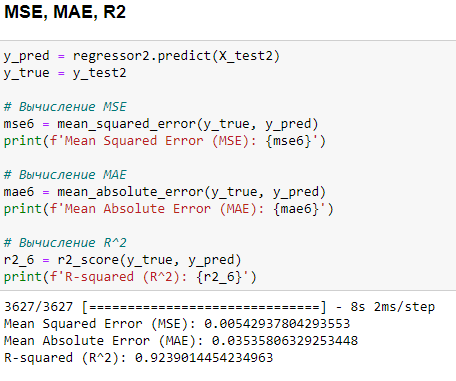 MSE, MAE, R2
y_pred = regressor2.predict(X_test2)
y_true = y_test2
# Вычисление MSE
mse6 = mean_squared_error(y_true, y_pred)
print(f'Mean Squared Error (MSE): {mse6}')
# Вычисление MAE
mae6 = mean_absolute_error(y_true, y_pred)
print(f'Mean Absolute Error (MAE): {mae6}')
# Вычисление R^2
r2_6 = r2_score(y_true, y_pred)
print(f'R-squared (R^2): {r2_6}')
3627/3627 [==============================] - 8s 2ms/step
Mean Squared Error (MSE): 0.00542937804293553
Mean Absolute Error (MAE): 0.03535806329253448
R-squared (R^2): 0.9239014454234963